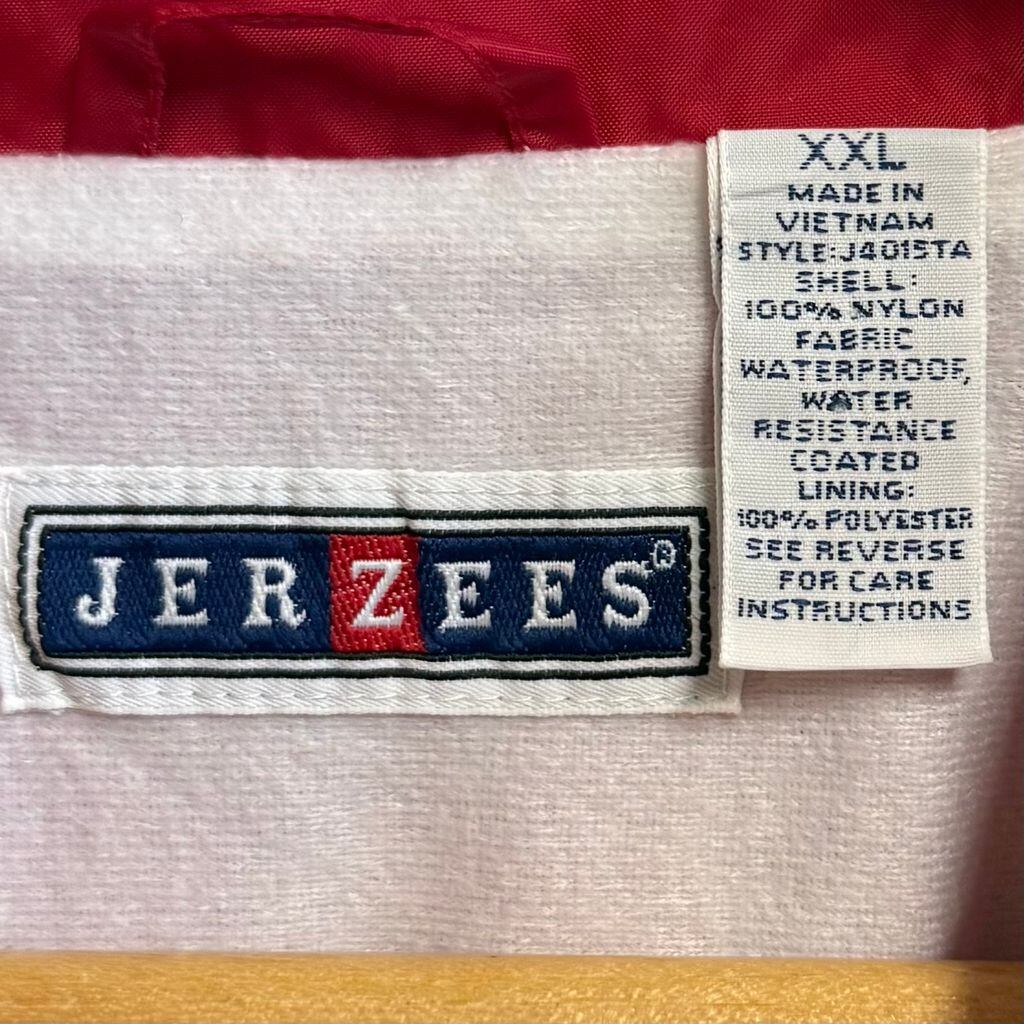 XXL
MADE IN
VIETNAM
STYLE:J4015TA
SHELL:
100% NYLON
FABRIC
WATERPROOF,
WATER
RESISTANCE
COATED
LINING:
100% POLYESTER
SEE REVERSE
FOR CARE
INSTRUCTIONS
JERZEES®